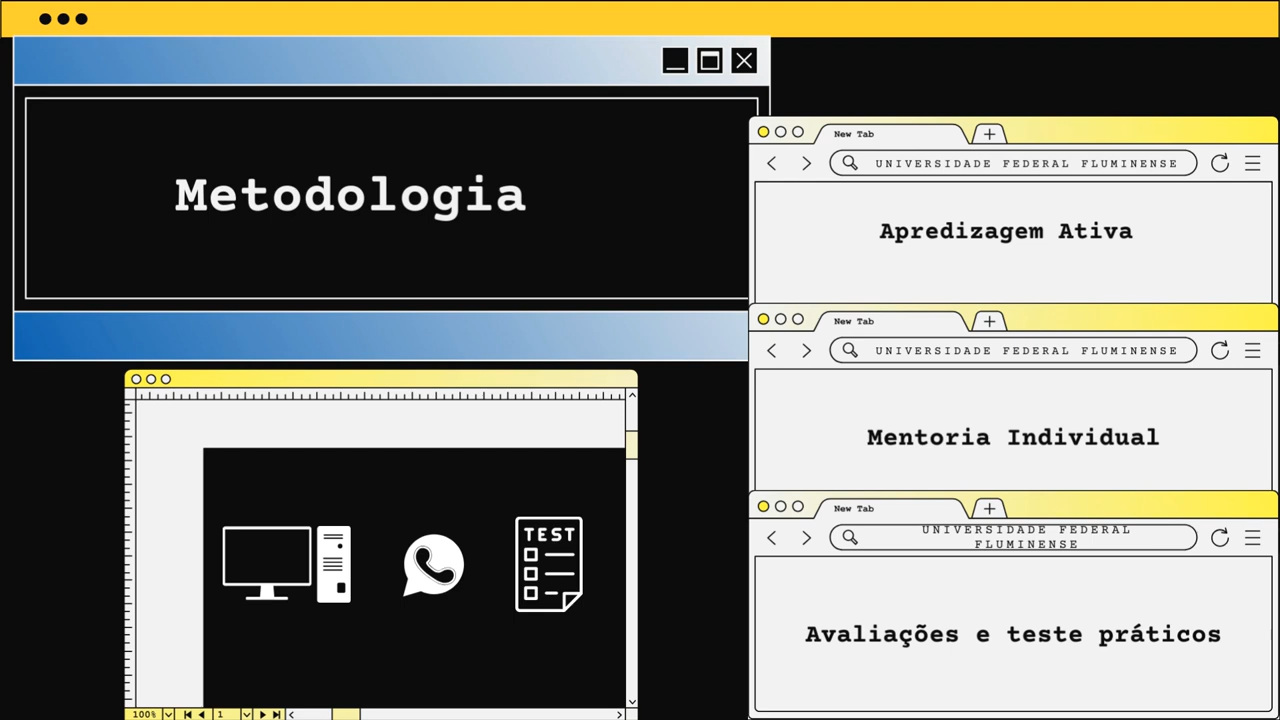 Metodologia
New Tab
UNIVERSIDADE FEDERAL FLUMINENSE
Apredizagem Ativa
New Tab
UNIVERSIDADE FEDERAL FLUMINENSE
Mentoria Individual
New Tab
UNIVERSIDADE FEDERAL
FLUMINENSE
Avaliações e teste práticos
TEST
100% 1